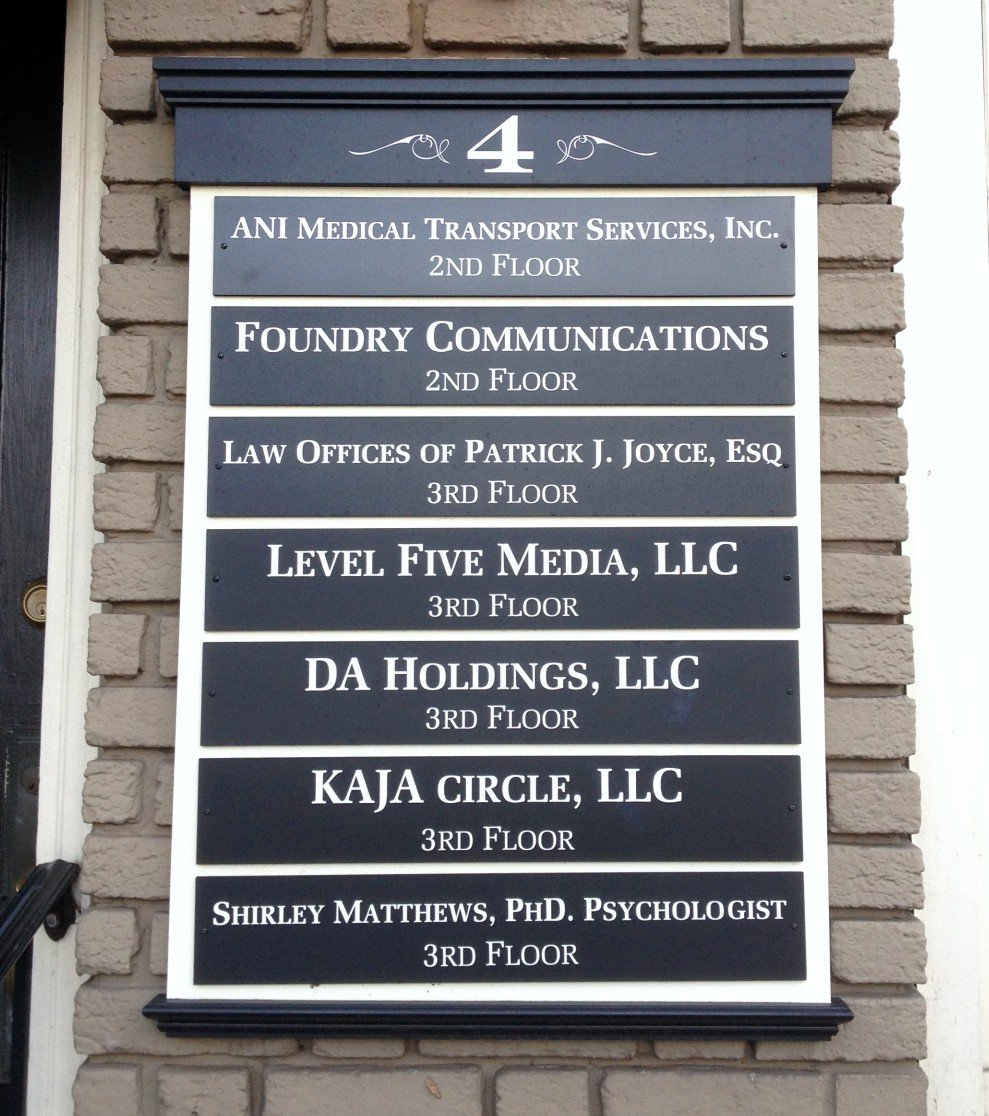 4
ANI Medical Transport Services, Inc.
2nd Floor
Foundry Communications
2nd Floor
Law Offices of Patrick J. Joyce, Esq
3rd Floor
Level Five Media, LLC
3rd Floor
DA Holdings, LLC
3rd Floor
KAJA circle, LLC
3rd Floor
Shirley Matthews, PhD. Psychologist
3rd Floor